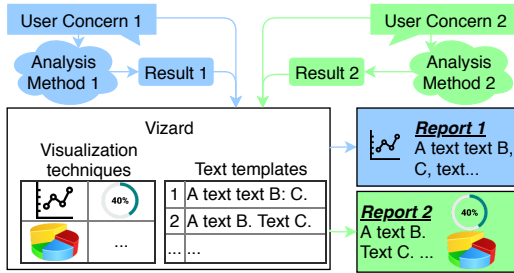 User Concern 1
User Concern 2
Analysis
Method 1
Result 1
Result 2
Analysis
Method 2
Vizard
Visualization
techniques
40%
...
Text templates
1 A text text B: C.
2 A text B. Text C.
... ...
Report 1
A text text B,
C, text...
Report 2
40%
A text B.
Text C. ...